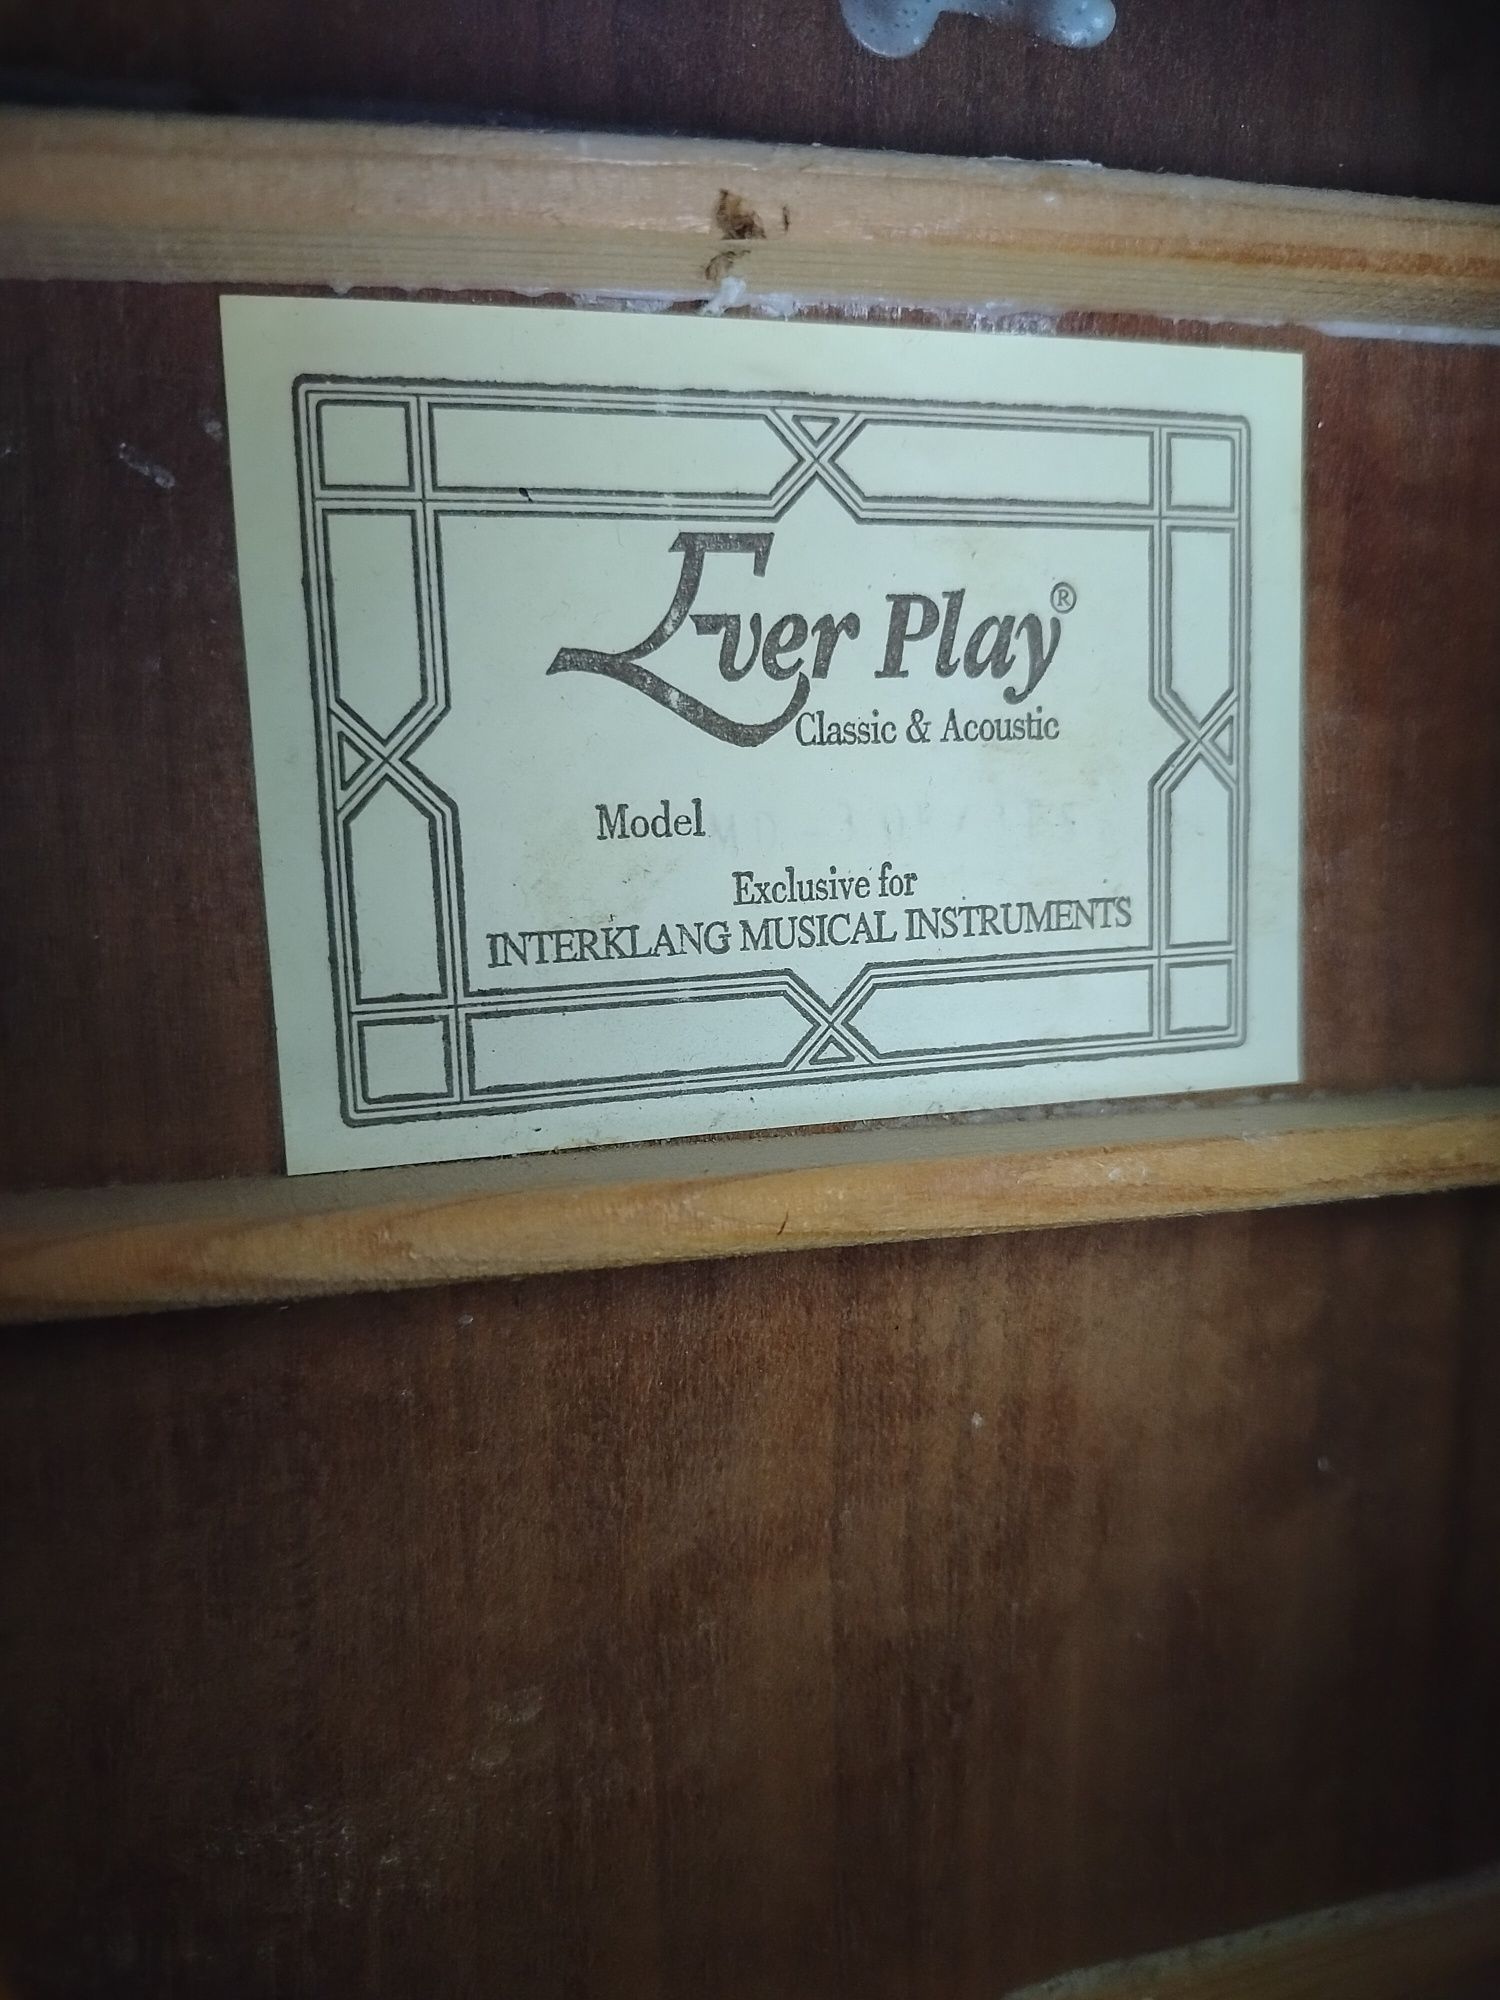 Ever Play®
Classic & Acoustic
Model
Exclusive for
INTERKLANG MUSICAL INSTRUMENTS